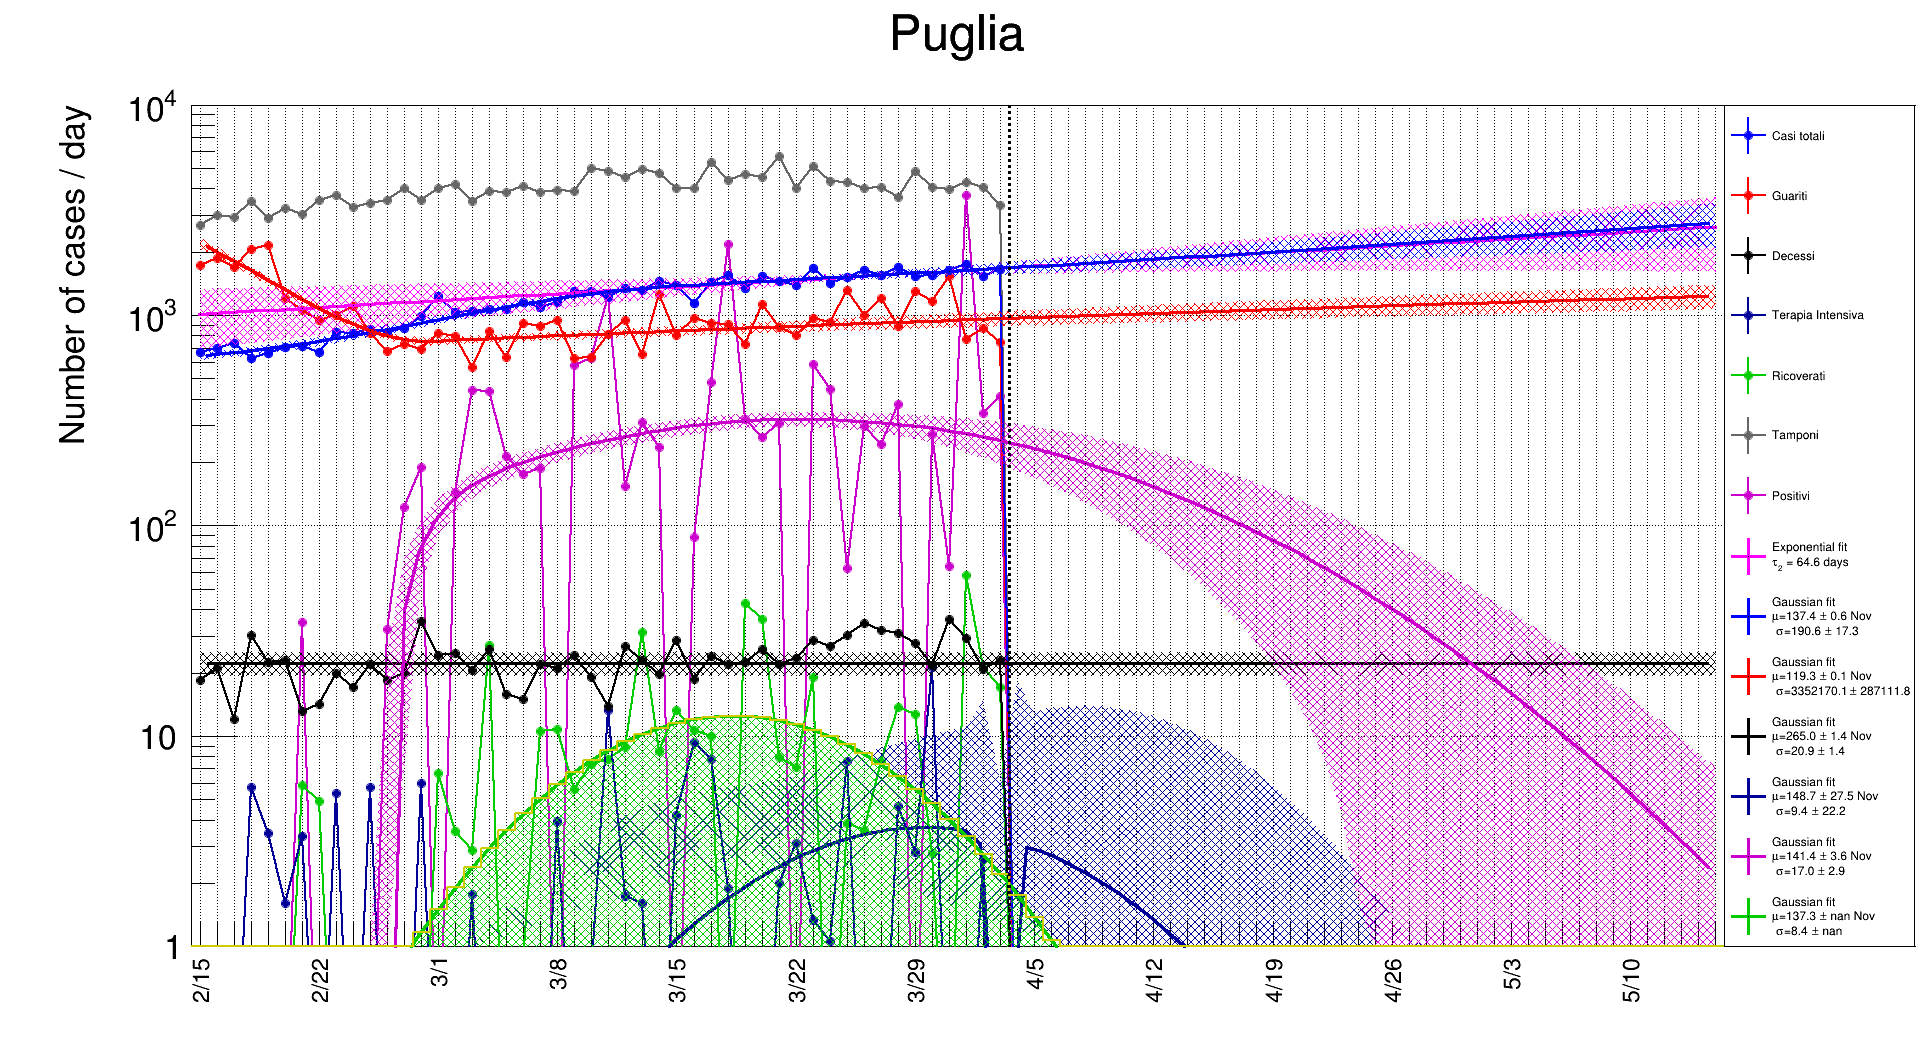 Puglia
Number of cases / day
10⁴
10³
10²
10
1
2/15
2/22
3/1
3/8
3/15
3/22
3/29
4/5
4/12
4/19
4/26
5/3
5/10
Casi totali
Guariti
Decessi
Terapia Intensiva
Ricoverati
Tamponi
Positivi
Exponential fit
τ₂ = 64.6 days
Gaussian fit
μ=137.4 ± 0.6 Nov
σ=190.6 ± 17.3
Gaussian fit
μ=119.3 ± 0.1 Nov
σ=3352170.1 ± 287111.8
Gaussian fit
μ=265.0 ± 1.4 Nov
σ=20.9 ± 1.4
Gaussian fit
μ=148.7 ± 27.5 Nov
σ=9.4 ± 22.2
Gaussian fit
μ=141.4 ± 3.6 Nov
σ=17.0 ± 2.9
Gaussian fit
μ=137.3 ± nan Nov
σ=8.4 ± nan